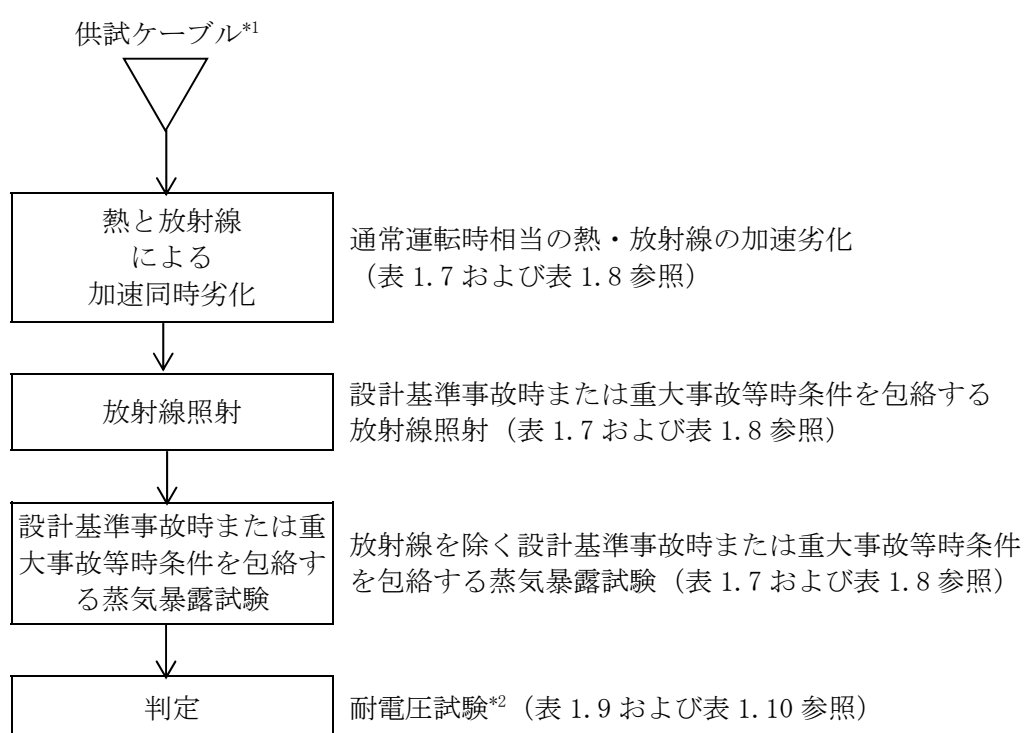 供試ケーブル*1
熱と放射線
による
加速同時劣化
通常運転時相当の熱・放射線の加速劣化
（表 1.7 および表 1.8 参照）
放射線照射
設計基準事故時または重大事故等時条件を包絡する
放射線照射（表 1.7 および表 1.8 参照）
設計基準事故時または重
大事故等時条件を包絡す
る蒸気暴露試験
放射線を除く設計基準事故時または重大事故等時条件
を包絡する蒸気暴露試験（表 1.7 および表 1.8 参照）
判定
耐電圧試験*2（表 1.9 および表 1.10 参照）